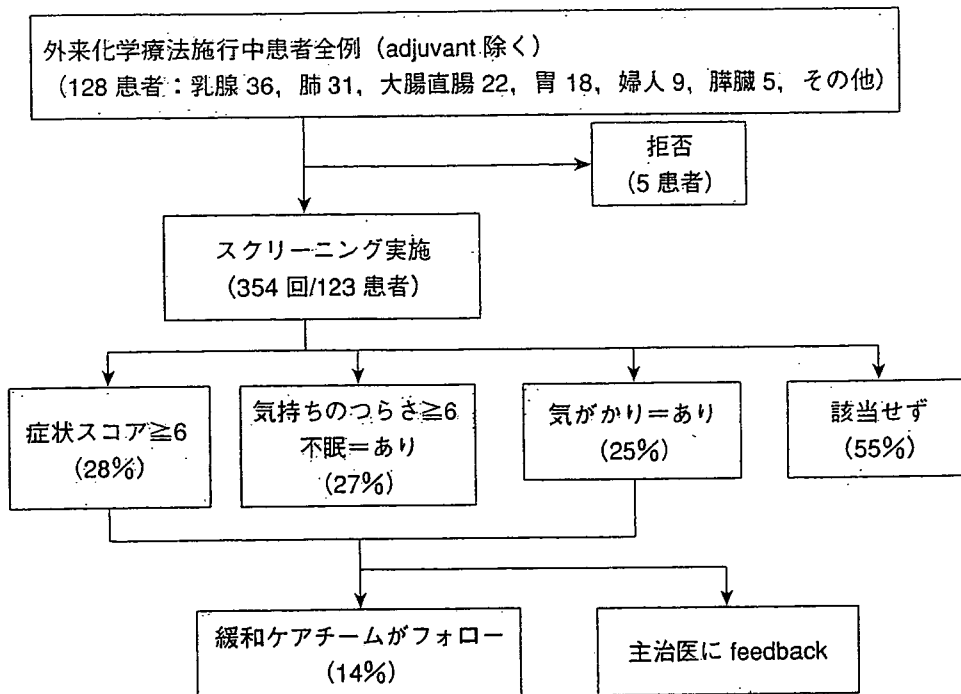 外来化学療法施行中患者全例（adjuvant 除く）
（128 患者：乳腺 36，肺 31，大腸直腸 22，胃 18，婦人 9，膵臓 5，その他）
拒否
（5 患者）
スクリーニング実施
（354 回/123 患者）
症状スコア≧6
（28％）
気持ちのつらさ≧6
不眠＝あり
（27％）
気がかり＝あり
（25％）
該当せず
（55％）
緩和ケアチームがフォロー
（14％）
主治医に feedback